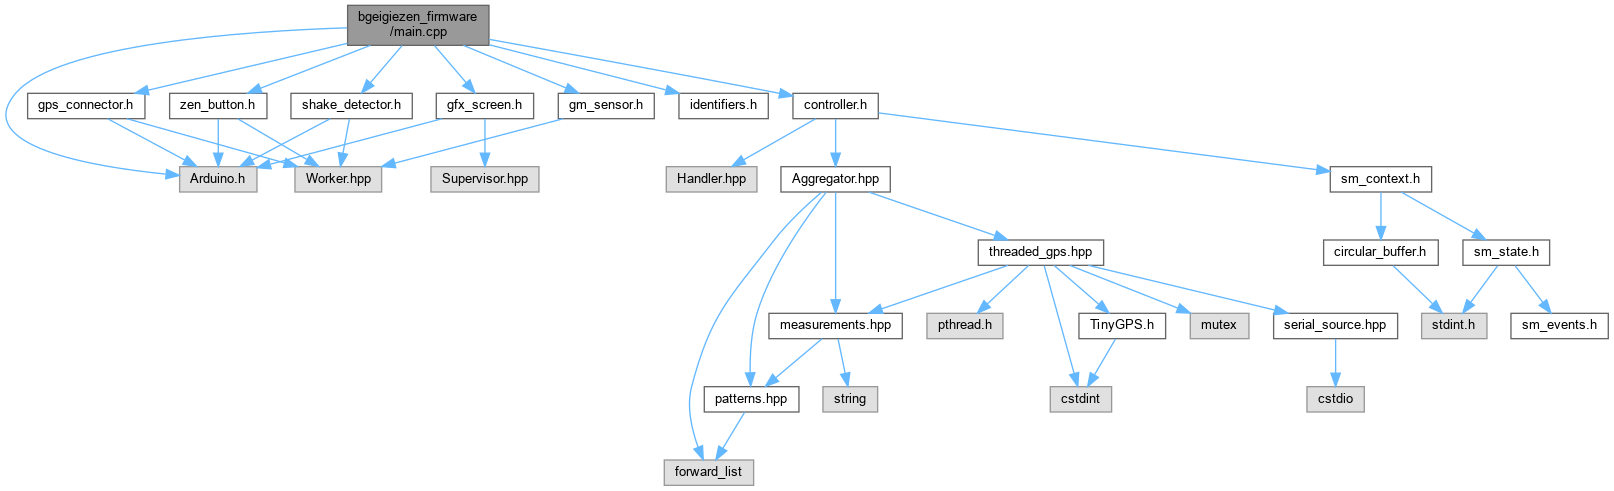 bgeigiezen_firmware
/main.cpp
gps_connector.h
zen_button.h
shake_detector.h
gfx_screen.h
gm_sensor.h
identifiers.h
controller.h
Arduino.h
Worker.hpp
Supervisor.hpp
Handler.hpp
Aggregator.hpp
sm_context.h
threaded_gps.hpp
circular_buffer.h
sm_state.h
measurements.hpp
pthread.h
TinyGPS.h
mutex
serial_source.hpp
stdint.h
sm_events.h
patterns.hpp
string
cstdint
cstdio
forward_list